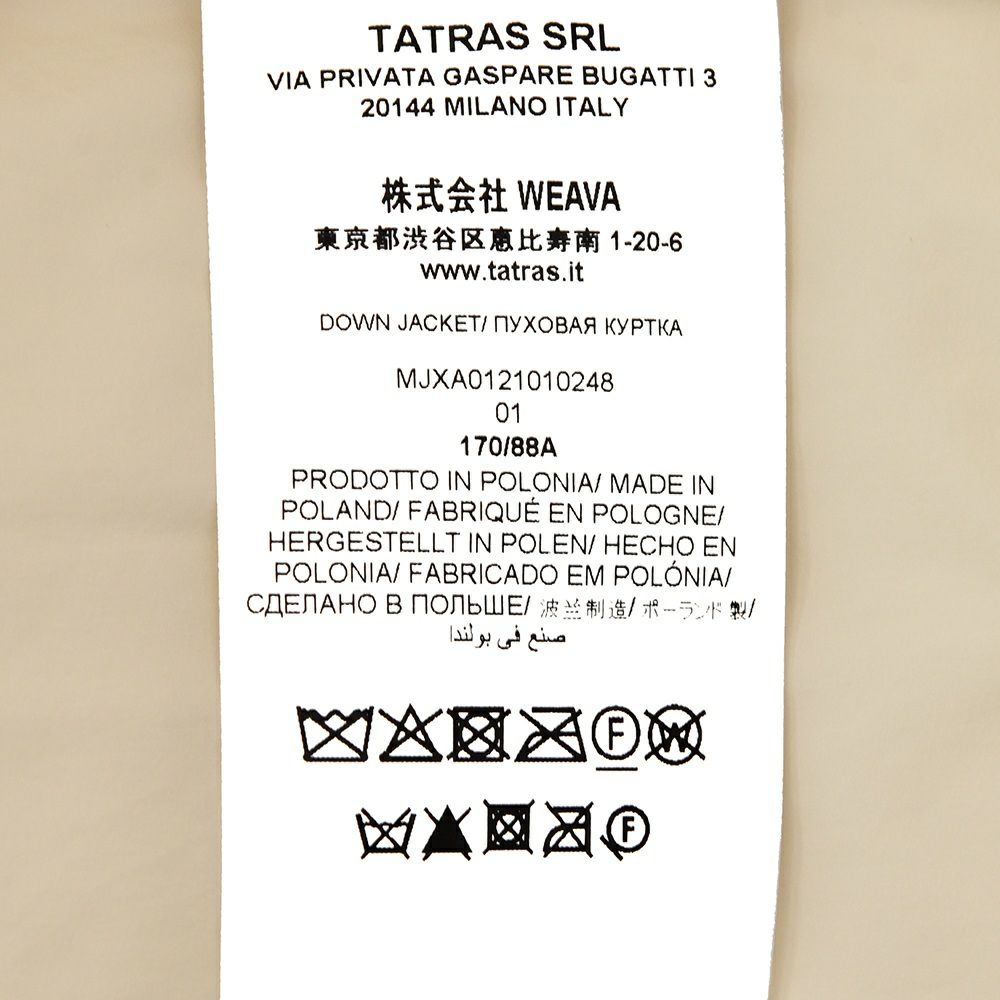 TATRAS SRL
VIA PRIVATA GASPARE BUGATTI 3
20144 MILANO ITALY
株式会社 WEAVA
東京都渋谷区恵比寿南 1-20-6
www.tatras.it
DOWN JACKET/ ПУХОВАЯ КУРТКА
MJXA0121010248
01
170/88A
PRODOTTO IN POLONIA/ MADE IN
POLAND/ FABRIQUÉ EN POLOGNE/
HERGESTELLT IN POLEN/ HECHO EN
POLONIA/ FABRICADO EM POLÓNIA/
СДЕЛАНО В ПОЛЬШЕ/ 波兰制造/ ポーランド製/
صنع في بولندا
F W
F